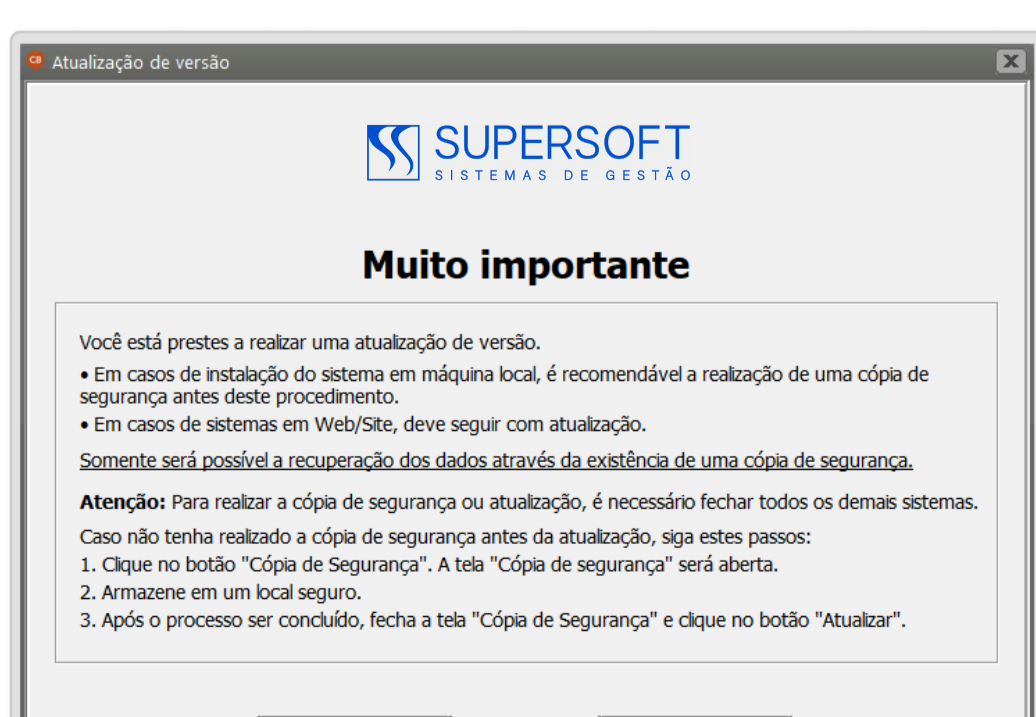 CB Atualização de versão
SUPERSOFT
SISTEMAS DE GESTÃO
Muito importante
Você está prestes a realizar uma atualização de versão.
• Em casos de instalação do sistema em máquina local, é recomendável a realização de uma cópia de
segurança antes deste procedimento.
• Em casos de sistemas em Web/Site, deve seguir com atualização.
Somente será possível a recuperação dos dados através da existência de uma cópia de segurança.
Atenção: Para realizar a cópia de segurança ou atualização, é necessário fechar todos os demais sistemas.
Caso não tenha realizado a cópia de segurança antes da atualização, siga estes passos:
1. Clique no botão "Cópia de Segurança". A tela "Cópia de segurança" será aberta.
2. Armazene em um local seguro.
3. Após o processo ser concluído, fecha a tela "Cópia de Segurança" e clique no botão "Atualizar".